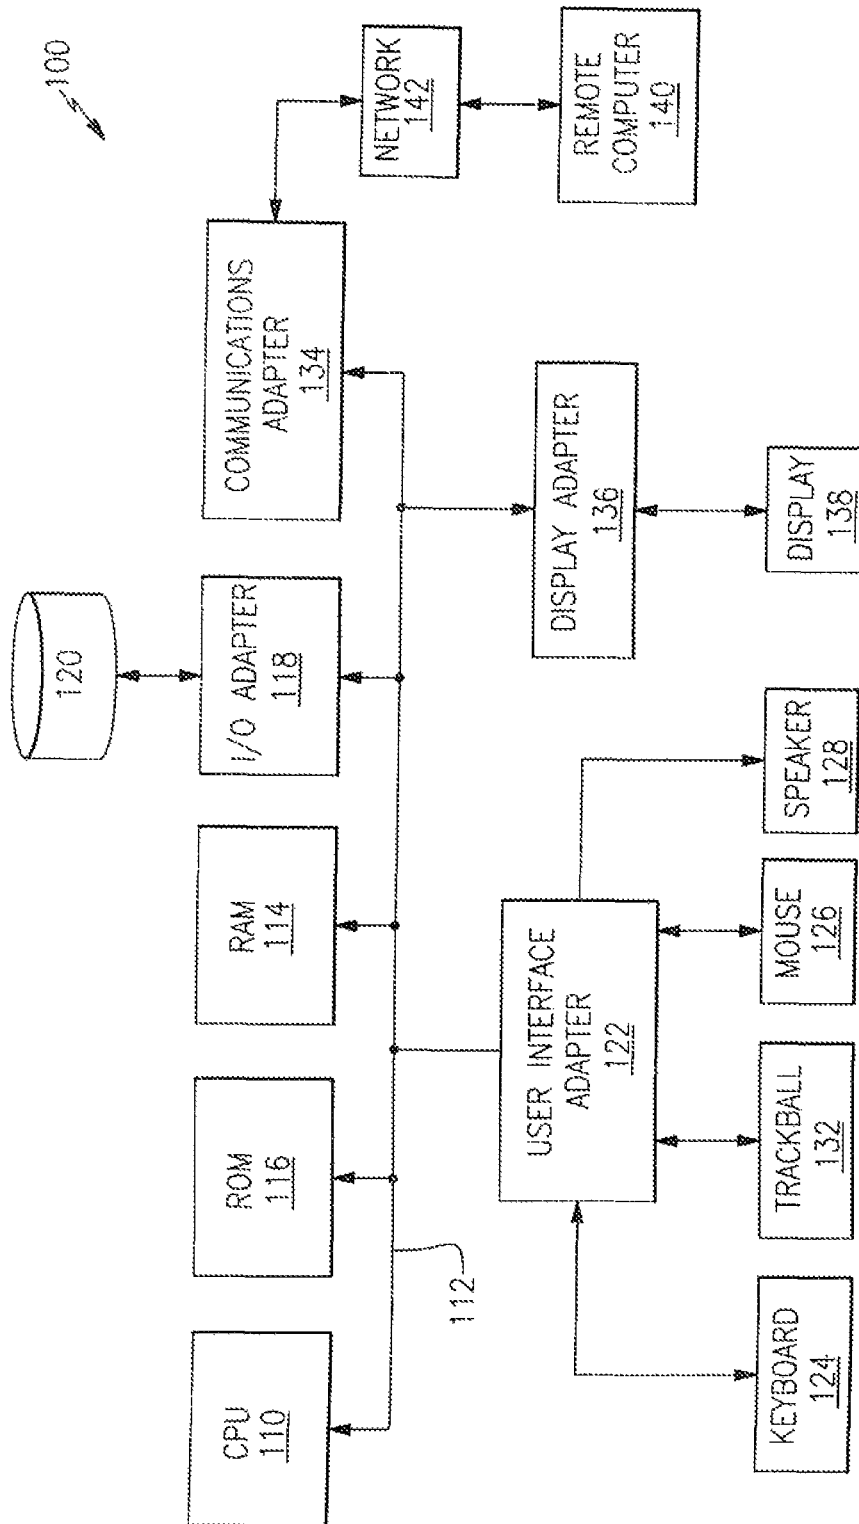 100
120
CPU
110
ROM
116
RAM
114
I/O ADAPTER
118
COMMUNICATIONS
ADAPTER
134
NETWORK
142
REMOTE
COMPUTER
140
112
USER INTERFACE
ADAPTER
122
DISPLAY ADAPTER
136
KEYBOARD
124
TRACKBALL
132
MOUSE
126
SPEAKER
128
DISPLAY
138